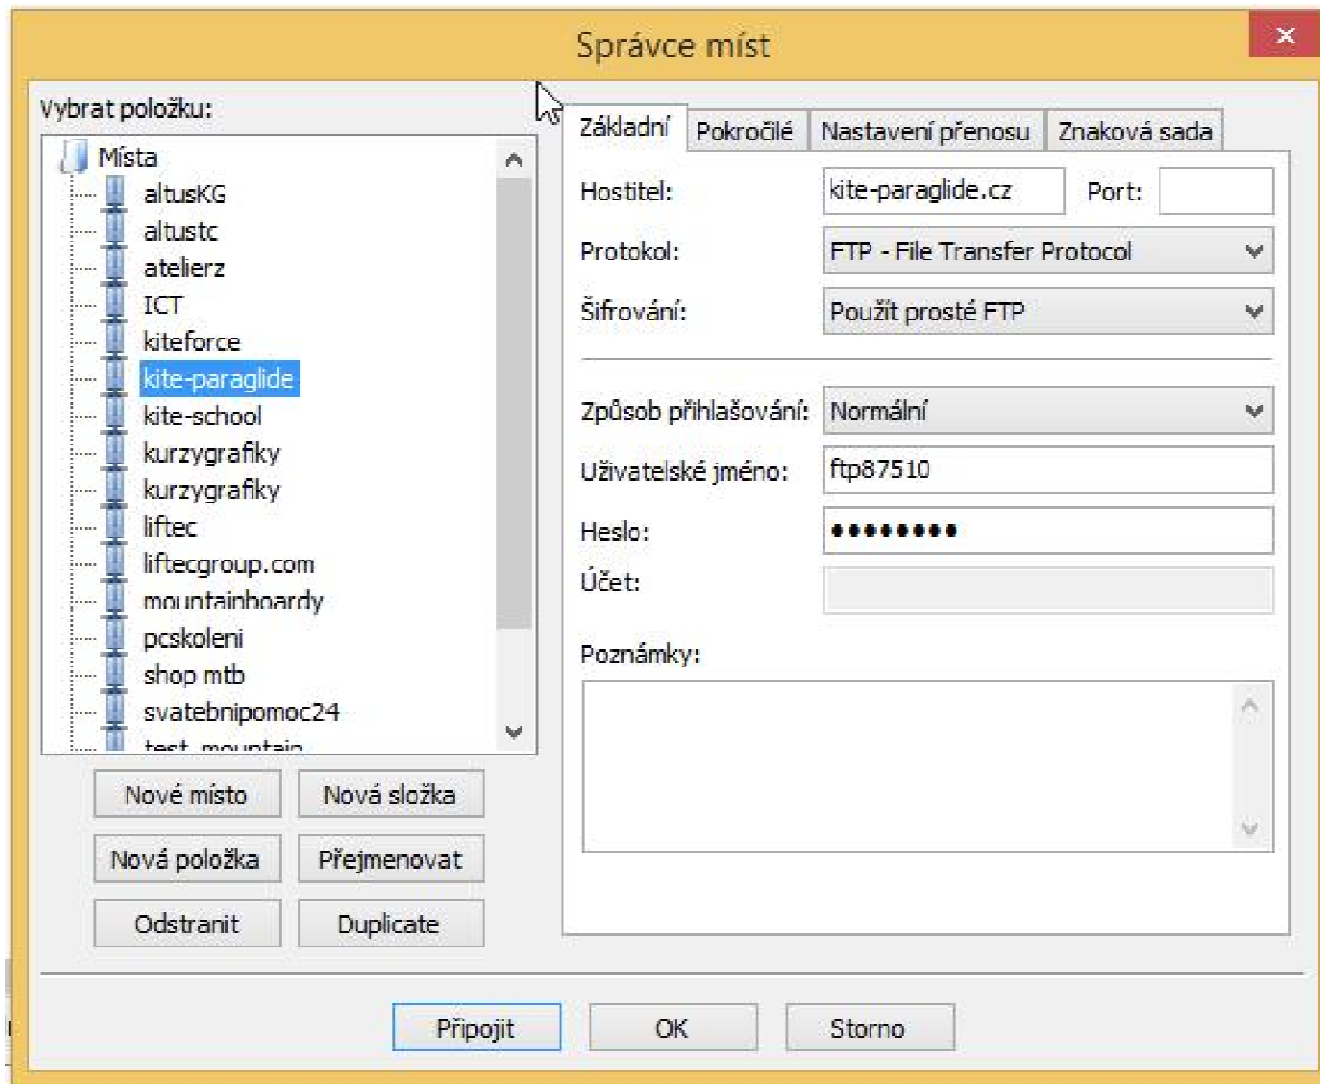 Správce míst
Vybrat položku:
Místa
altusKG
altustc
atelierz
ICT
kiteforce
kite-paraglide
kite-school
kurzygrafiky
kurzygrafiky
liftec
liftecgroup.com
mountainboardy
pcskoleni
shop mtb
svatebnipomoc24
test_mountain
Nové místo
Nová složka
Nová položka
Přejmenovat
Odstranit
Duplicate
Základní
Pokročilé
Nastavení přenosu
Znaková sada
Hostitel:
kite-paraglide.cz
Port:
Protokol:
FTP - File Transfer Protocol
Šifrování:
Použít prosté FTP
Způsob přihlašování:
Normální
Uživatelské jméno:
ftp87510
Heslo:
●●●●●●●●
Účet:
Poznámky:
Připojit
OK
Storno